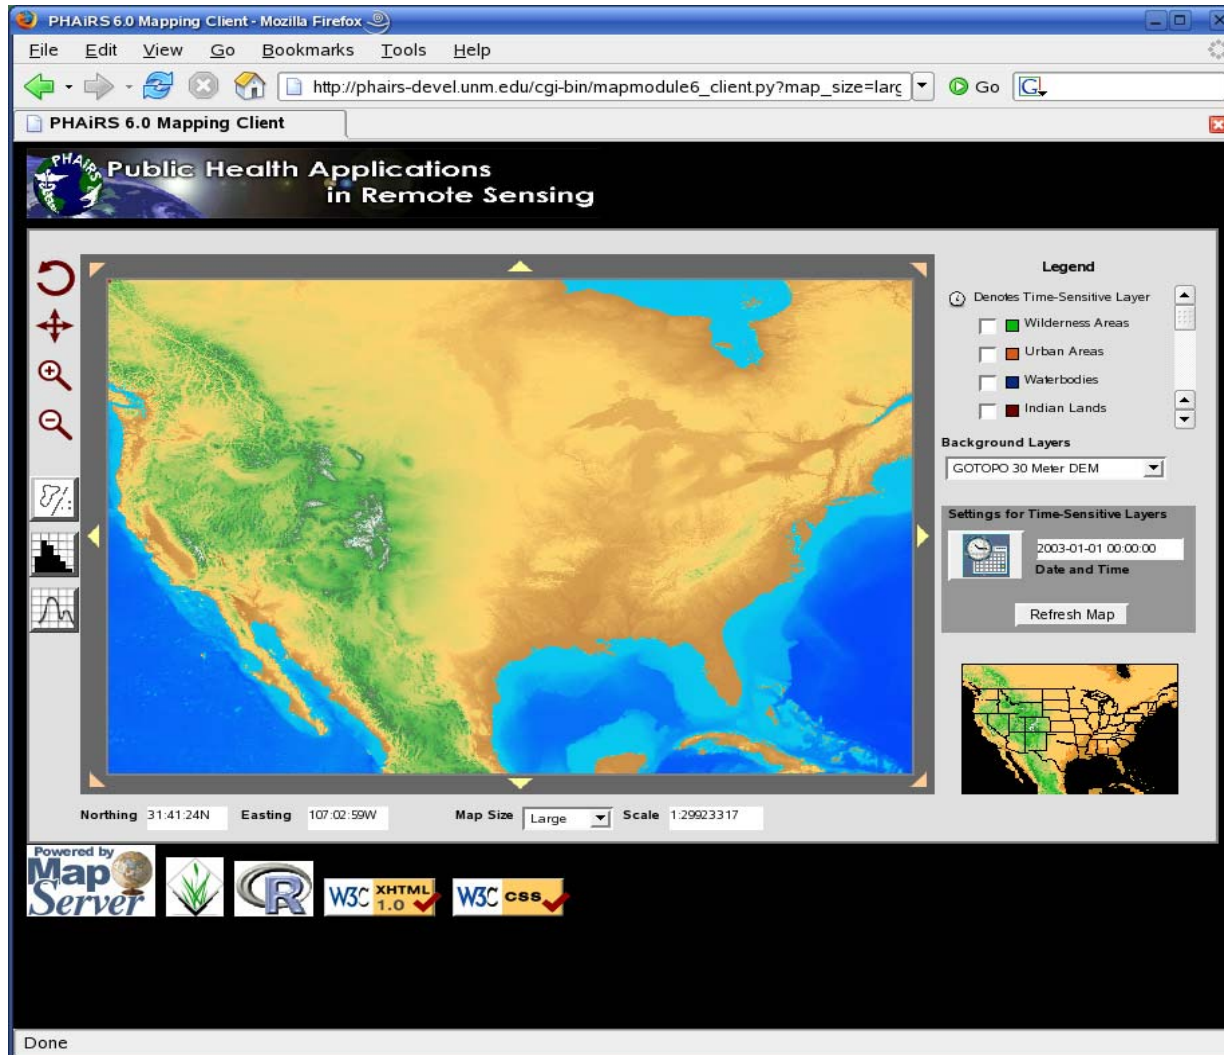 PHAiRS 6.0 Mapping Client - Mozilla Firefox
File Edit View Go Bookmarks Tools Help
http://phairs-devel.unm.edu/cgi-bin/mapmodule6_client.py?map_size=larg
Go
G
PHAiRS 6.0 Mapping Client
PHAiRS
Public Health Applications
in Remote Sensing
Legend
Denotes Time-Sensitive Layer
Wilderness Areas
Urban Areas
Waterbodies
Indian Lands
Background Layers
GOTOPO 30 Meter DEM
Settings for Time-Sensitive Layers
2003-01-01 00:00:00
Date and Time
Refresh Map
Northing 31:41:24N Easting 107:02:59W Map Size Large Scale 1:29923317
Powered by
Map
Server
R
W3C XHTML 1.0
W3C css
Done